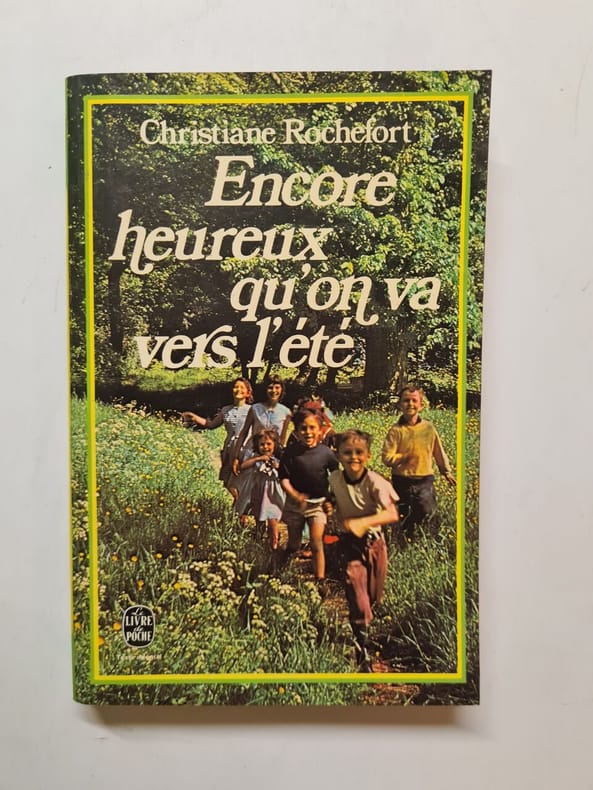 Christiane Rochefort
Encore
heureux
qu'on va
vers l'été
Le
LIVRE
de
POCHE